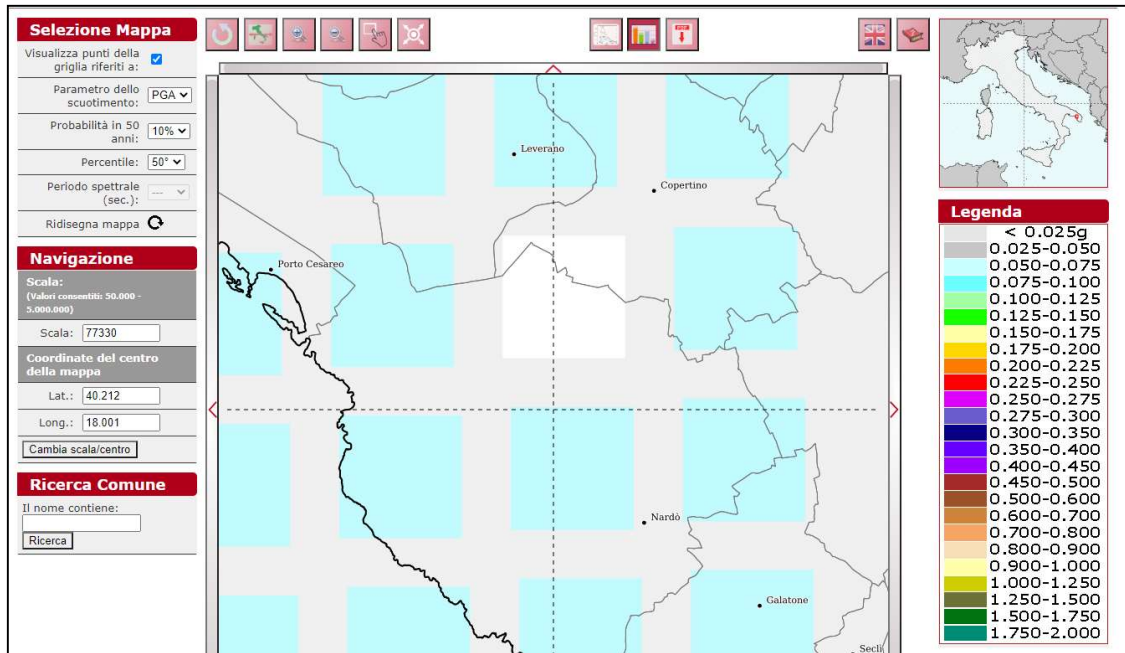 Selezione Mappa
Visualizza punti della
griglia riferiti a:
Parametro dello
scuotimento:
PGA
Probabilità in 50
anni:
10%
Percentile:
50°
Periodo spettrale
(sec.):
---
Ridisegna mappa
Navigazione
Scala:
(Valori consentiti: 50.000 -
5.000.000)
Scala:
77330
Coordinate del centro
della mappa
Lat.:
40.212
Long.:
18.001
Cambia scala/centro
Ricerca Comune
Il nome contiene:
Ricerca
PDF
Leverano
Copertino
Porto Cesareo
Nardò
Galatone
Secli
Legenda
< 0.025g
0.025-0.050
0.050-0.075
0.075-0.100
0.100-0.125
0.125-0.150
0.150-0.175
0.175-0.200
0.200-0.225
0.225-0.250
0.250-0.275
0.275-0.300
0.300-0.350
0.350-0.400
0.400-0.450
0.450-0.500
0.500-0.600
0.600-0.700
0.700-0.800
0.800-0.900
0.900-1.000
1.000-1.250
1.250-1.500
1.500-1.750
1.750-2.000